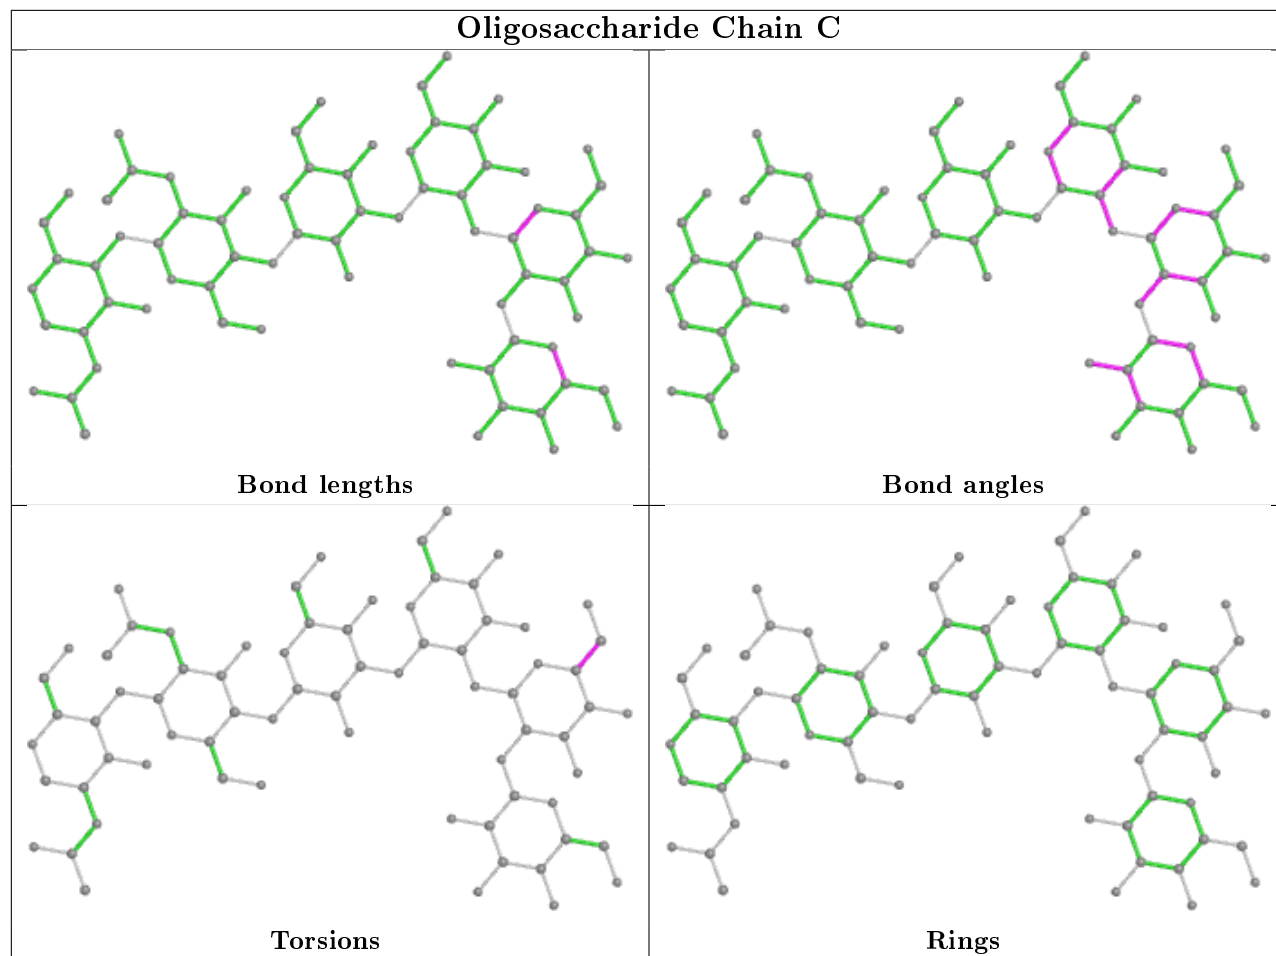 Oligosaccharide Chain C
Bond lengths
Bond angles
Torsions
Rings